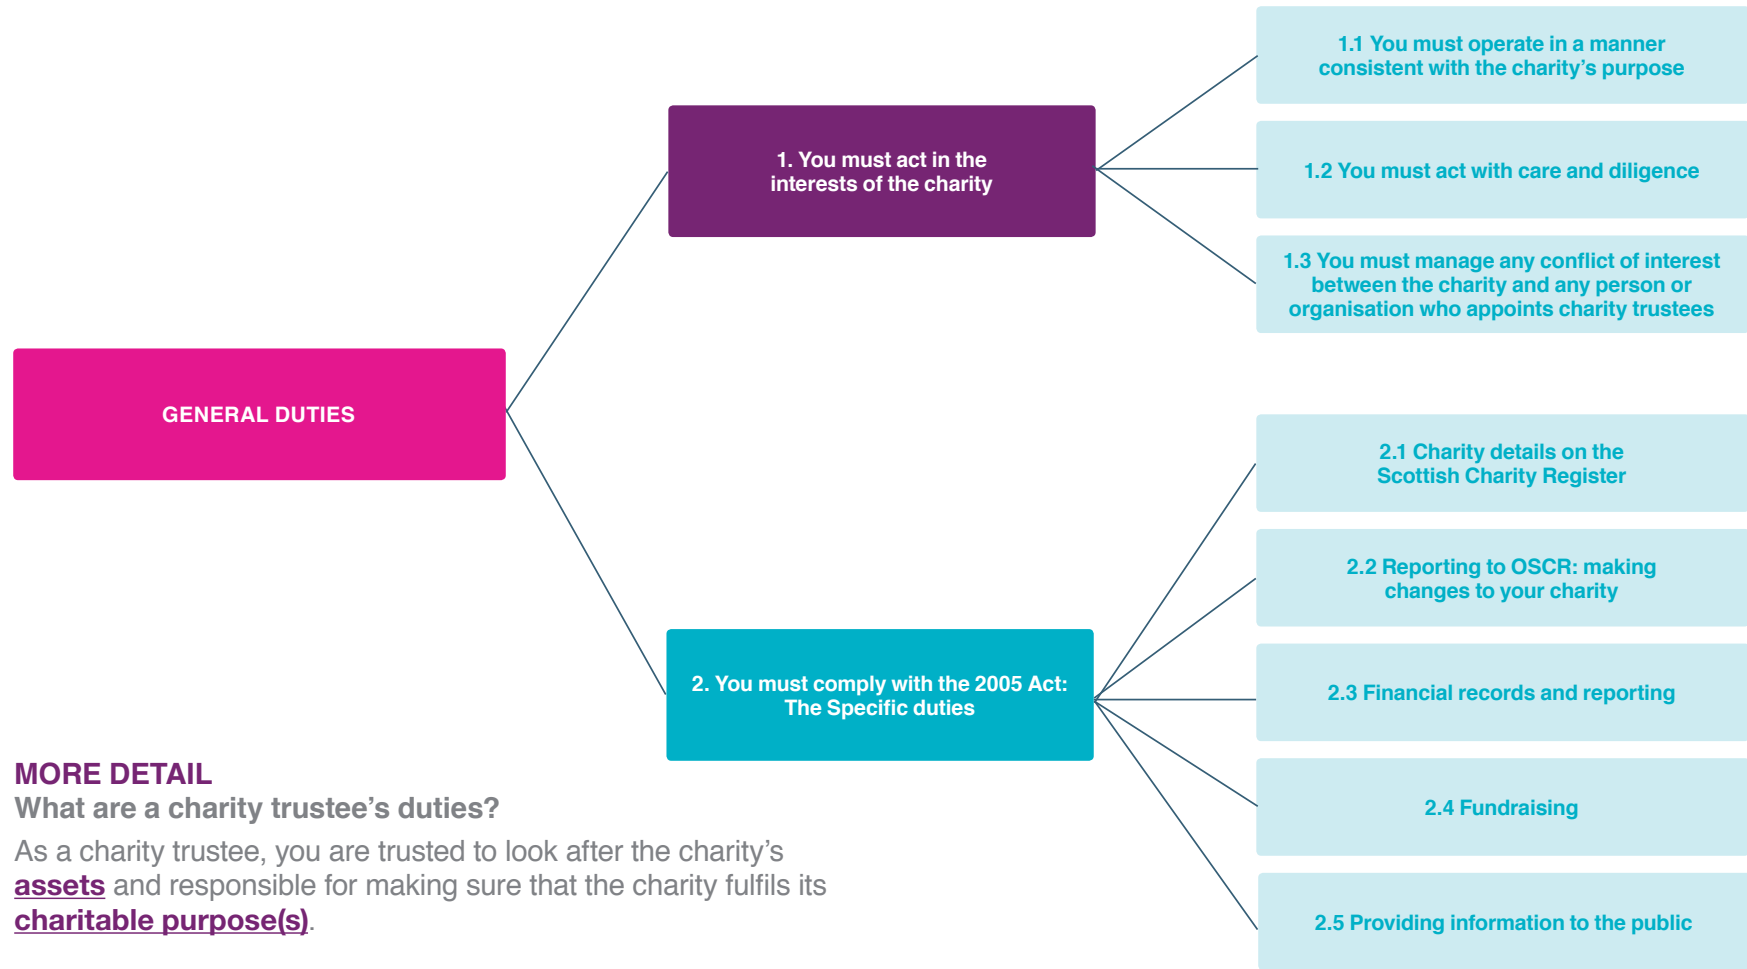 GENERAL DUTIES
1. You must act in the
interests of the charity
1.1 You must operate in a manner
consistent with the charity’s purpose
1.2 You must act with care and diligence
1.3 You must manage any conflict of interest
between the charity and any person or
organisation who appoints charity trustees
2. You must comply with the 2005 Act:
The Specific duties
2.1 Charity details on the
Scottish Charity Register
2.2 Reporting to OSCR: making
changes to your charity
2.3 Financial records and reporting
2.4 Fundraising
2.5 Providing information to the public
MORE DETAIL
What are a charity trustee’s duties?
As a charity trustee, you are trusted to look after the charity’s
assets and responsible for making sure that the charity fulfils its
charitable purpose(s).